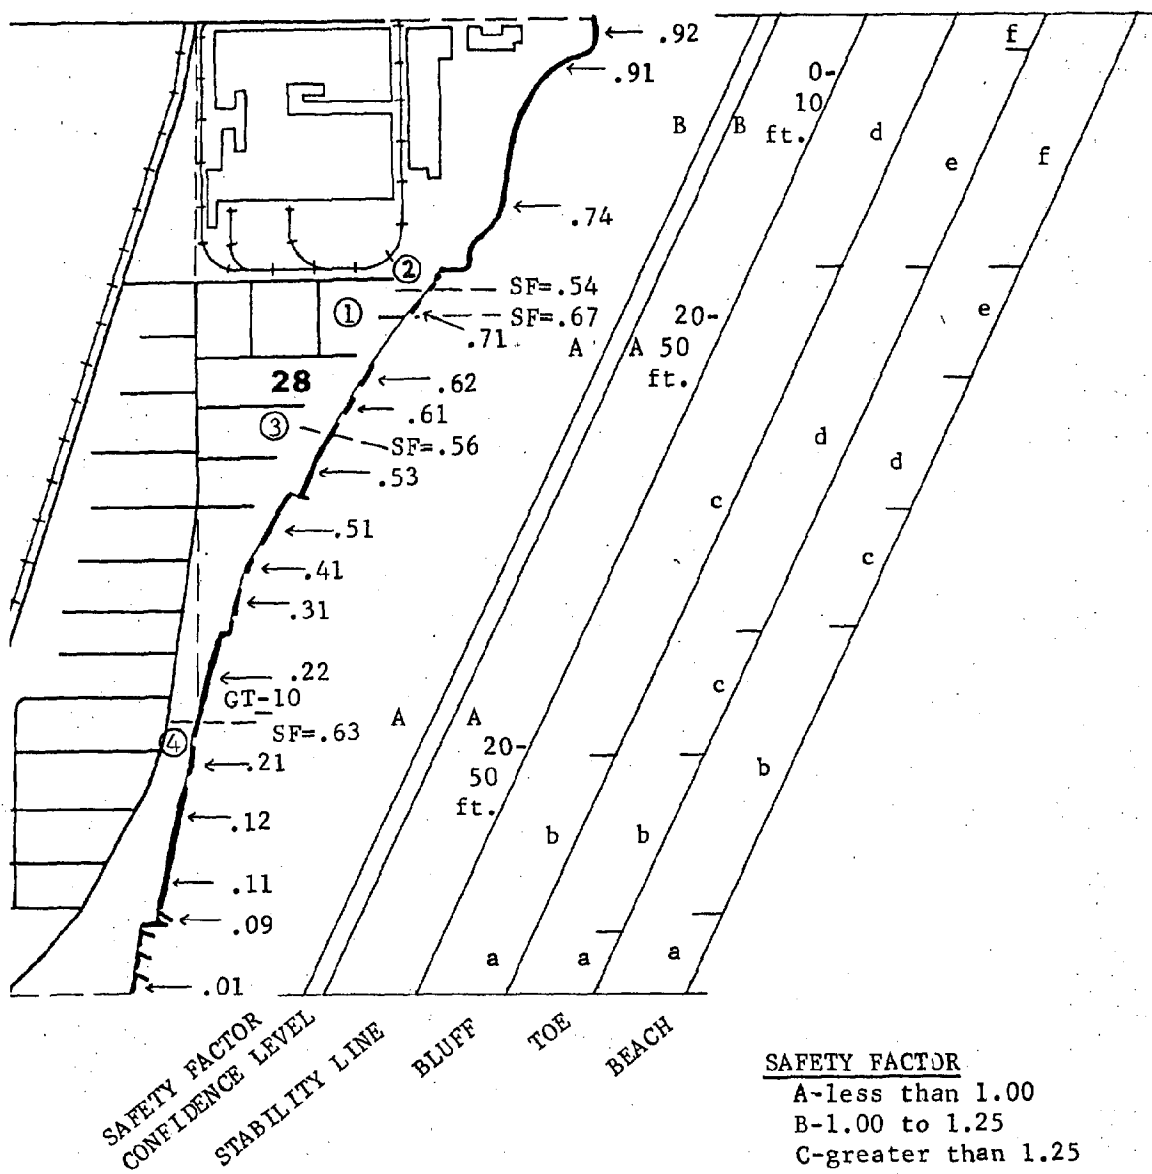 .92
f
.91
0-
10
ft.
B
B
d
e
f
.74
②
SF=.54
①
SF=.67
.71
20-
50
ft.
A
A
e
28
.62
.61
③
SF=.56
d
d
.53
c
.51
c
.41
.31
.22
c
GT-10
A
A
SF=.63
④
20-
50
ft.
b
.21
.12
b
b
.11
.09
a
a
a
.01
SAFETY FACTOR
CONFIDENCE LEVEL
STABILITY LINE
BLUFF
TOE
BEACH
SAFETY FACTOR
A-less than 1.00
B-1.00 to 1.25
C-greater than 1.25